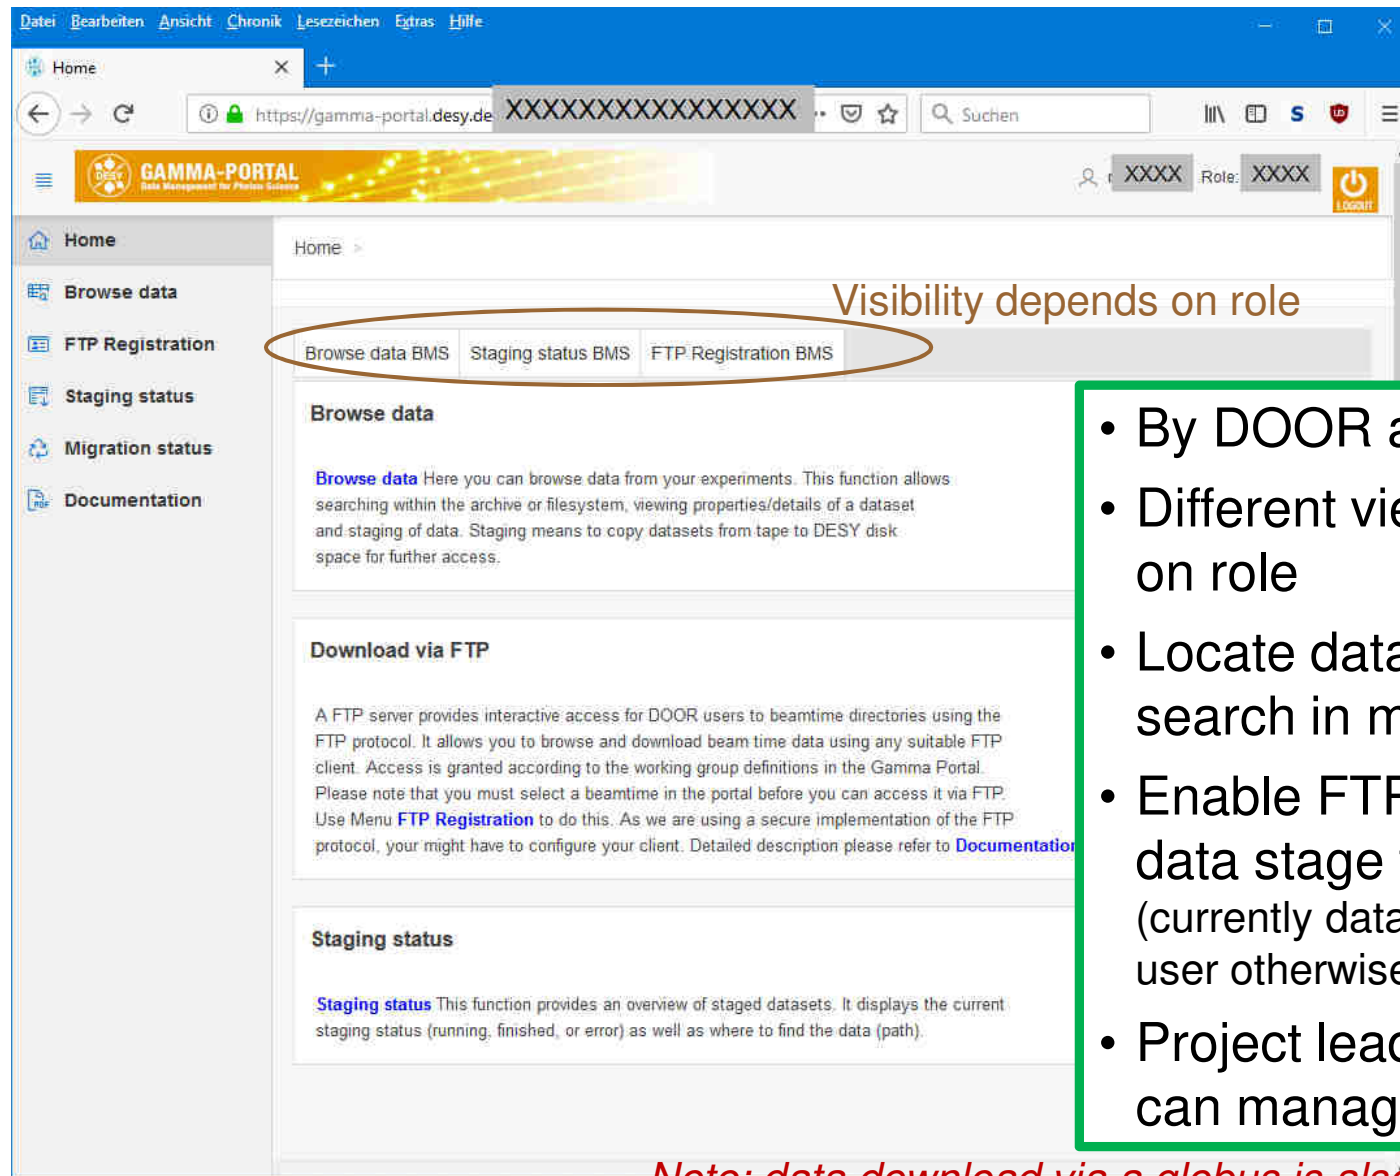 Datei Bearbeiten Ansicht Chronik Lesezeichen Extras Hilfe
Home
https://gamma-portal.desy.de XXXXXXXXXXXXXXXX
Suchen
GAMMA-PORTAL
Data Management for Photon Science
XXXX Role: XXXX
LOGOUT
Home
Browse data
FTP Registration
Staging status
Migration status
Documentation
Home >
Visibility depends on role
Browse data BMS Staging status BMS FTP Registration BMS
Browse data
Browse data Here you can browse data from your experiments. This function allows
searching within the archive or filesystem, viewing properties/details of a dataset
and staging of data. Staging means to copy datasets from tape to DESY disk
space for further access.
Download via FTP
A FTP server provides interactive access for DOOR users to beamtime directories using the
FTP protocol. It allows you to browse and download beam time data using any suitable FTP
client. Access is granted according to the working group definitions in the Gamma Portal.
Please note that you must select a beamtime in the portal before you can access it via FTP.
Use Menu FTP Registration to do this. As we are using a secure implementation of the FTP
protocol, your might have to configure your client. Detailed description please refer to Documentation
Staging status
Staging status This function provides an overview of staged datasets. It displays the current
staging status (running, finished, or error) as well as where to find the data (path).
• By DOOR
• Different
on role
• Locate data
search in
• Enable FTP
data stage
(currently data
user otherwise
• Project
can
Note: data download via a globus is